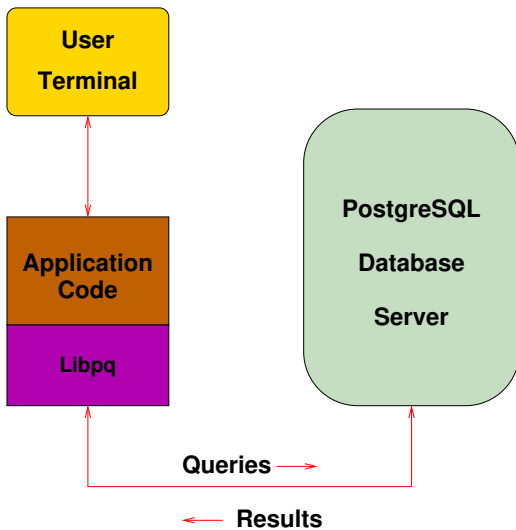 User
Terminal
PostgreSQL
Database
Server
Application
Code
Libpq
Queries
Results